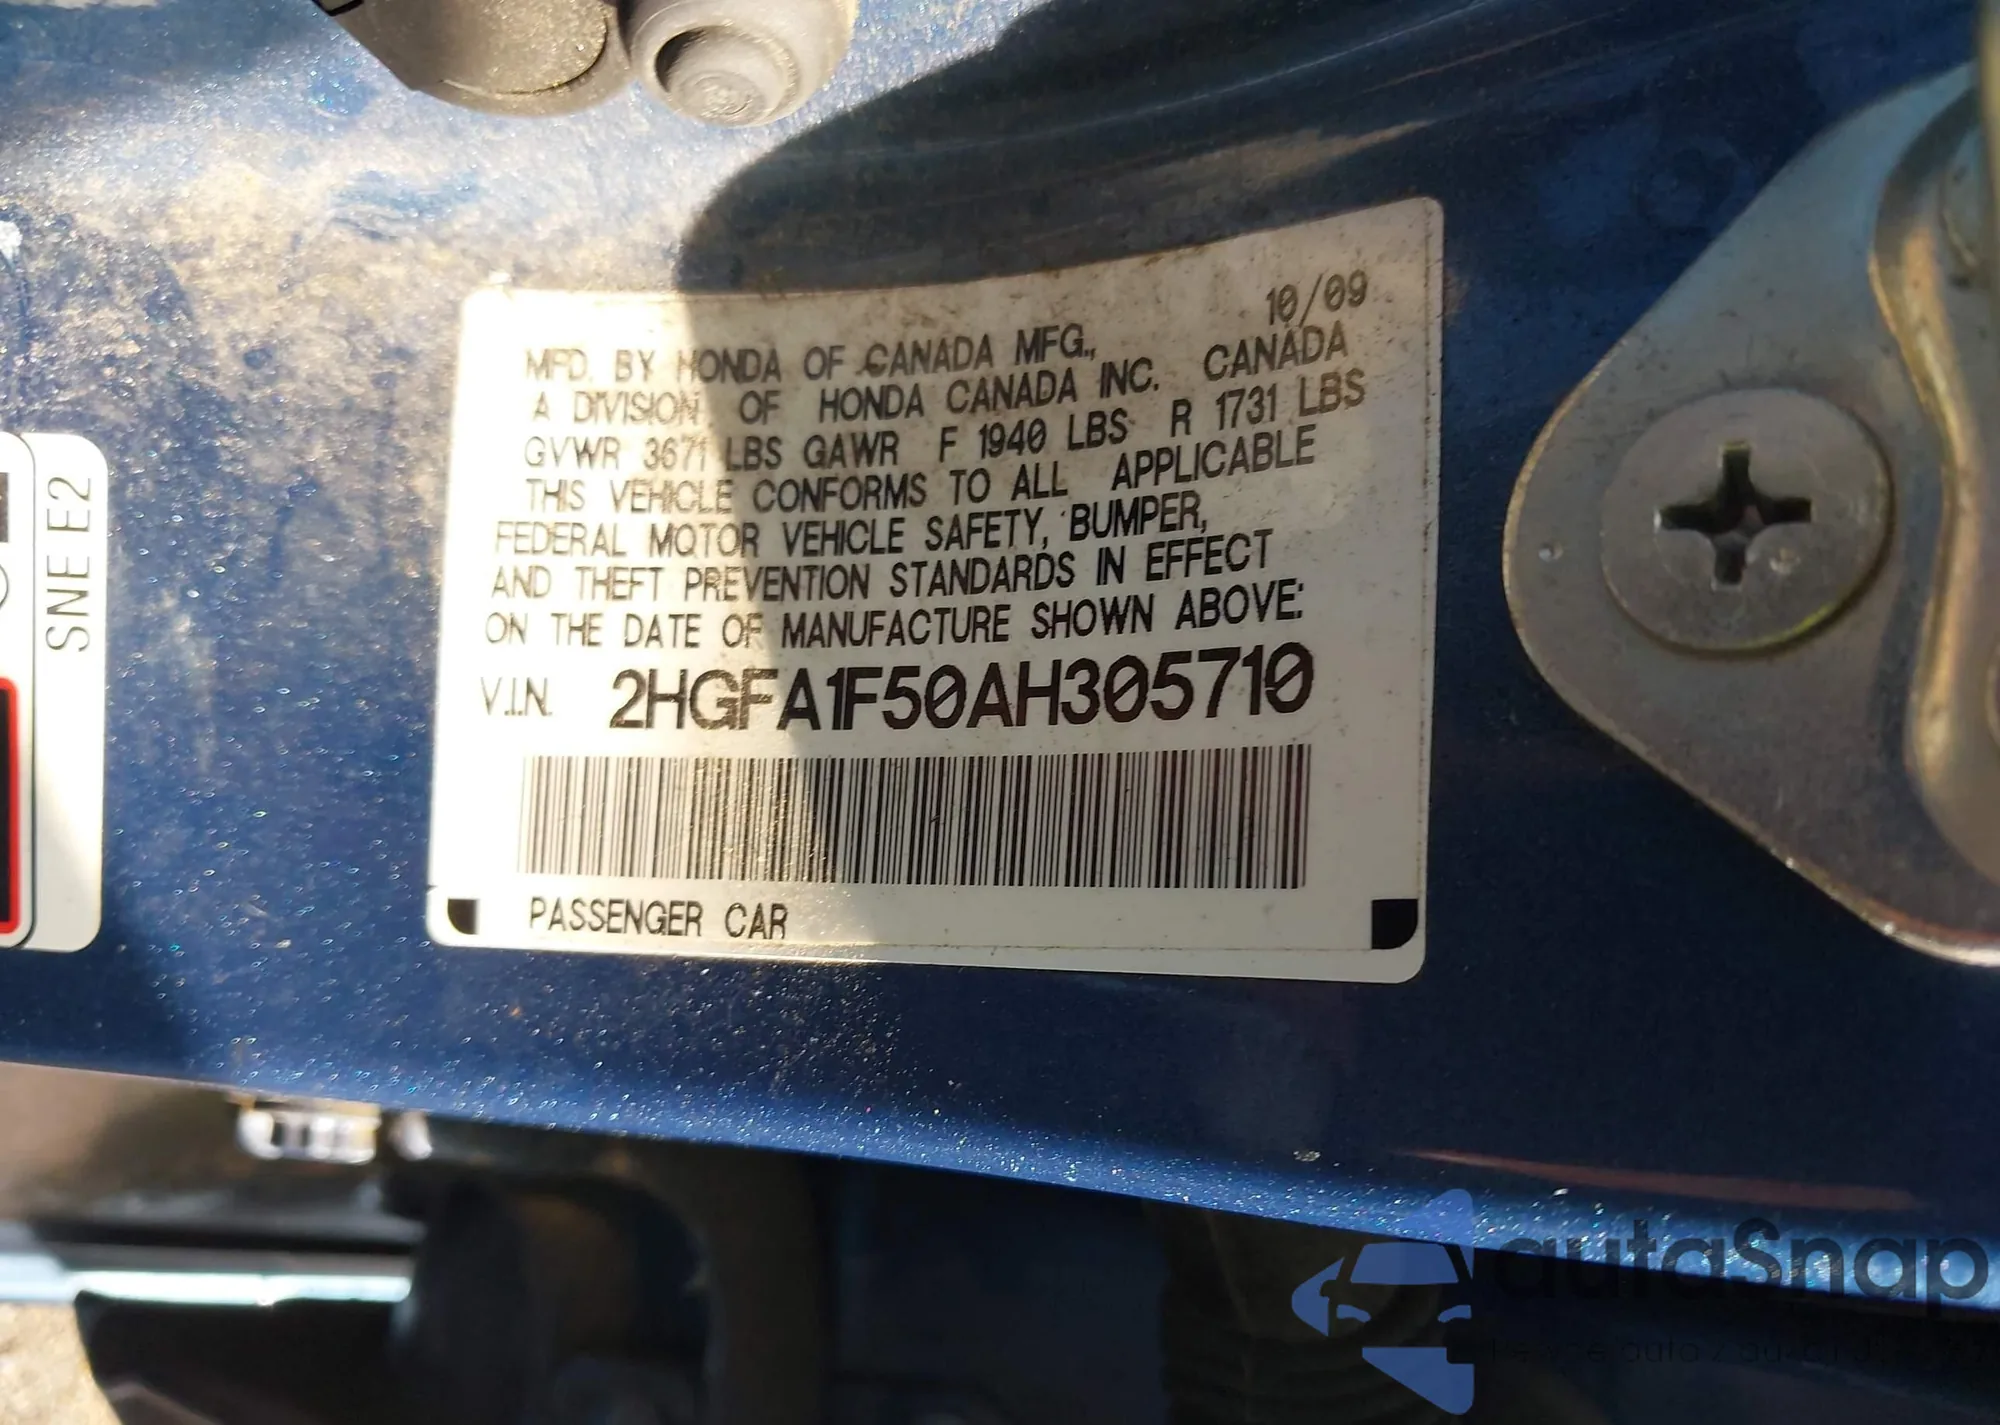 10/09
MFD. BY HONDA OF CANADA MFG.,
A DIVISION OF HONDA CANADA INC. CANADA
GVWR 3671 LBS GAWR F 1940 LBS R 1731 LBS
THIS VEHICLE CONFORMS TO ALL APPLICABLE
FEDERAL MOTOR VEHICLE SAFETY, BUMPER,
AND THEFT PREVENTION STANDARDS IN EFFECT
ON THE DATE OF MANUFACTURE SHOWN ABOVE:
V.I.N. 2HGFA1F50AH305710
PASSENGER CAR
SNE E2
autaSnap